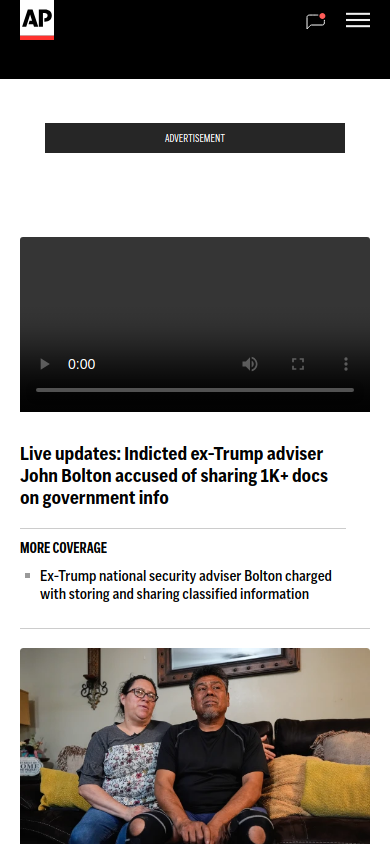 AP
ADVERTISEMENT
0:00
Live updates: Indicted ex-Trump adviser
John Bolton accused of sharing 1K+ docs
on government info
MORE COVERAGE
Ex-Trump national security adviser Bolton charged
with storing and sharing classified information